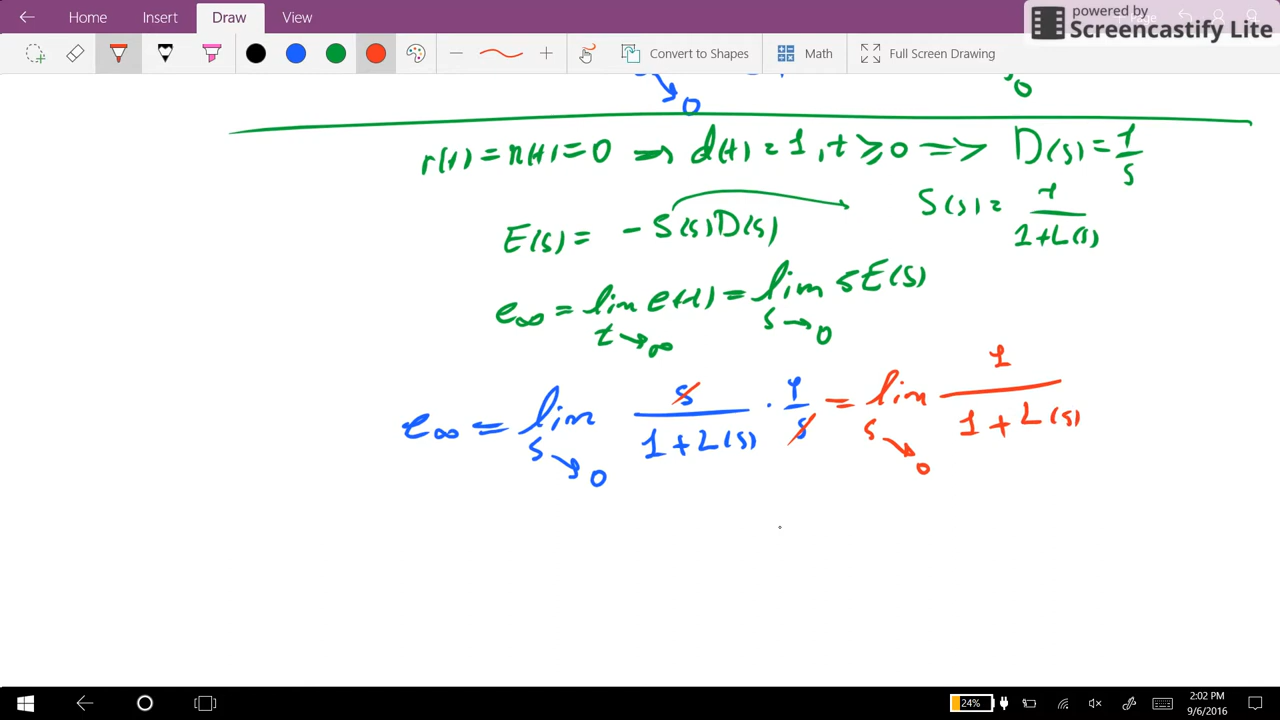 Home Insert Draw View
powered by
Screencastify Lite
Convert to Shapes Math Full Screen Drawing
0 0
r(t) = n(t) = 0 → d(t) = 1, t ≥ 0 => D(s) = 1/s
E(s) = - S(s)D(s) S(s) = 1/(1+L(s))
e∞ = lim t→∞ e(t) = lim s→0 sE(s)
e∞ = lim s→0 s/(1+L(s)) · 1/s = lim s→0 1/(1+L(s))
24% 2:02 PM
9/6/2016